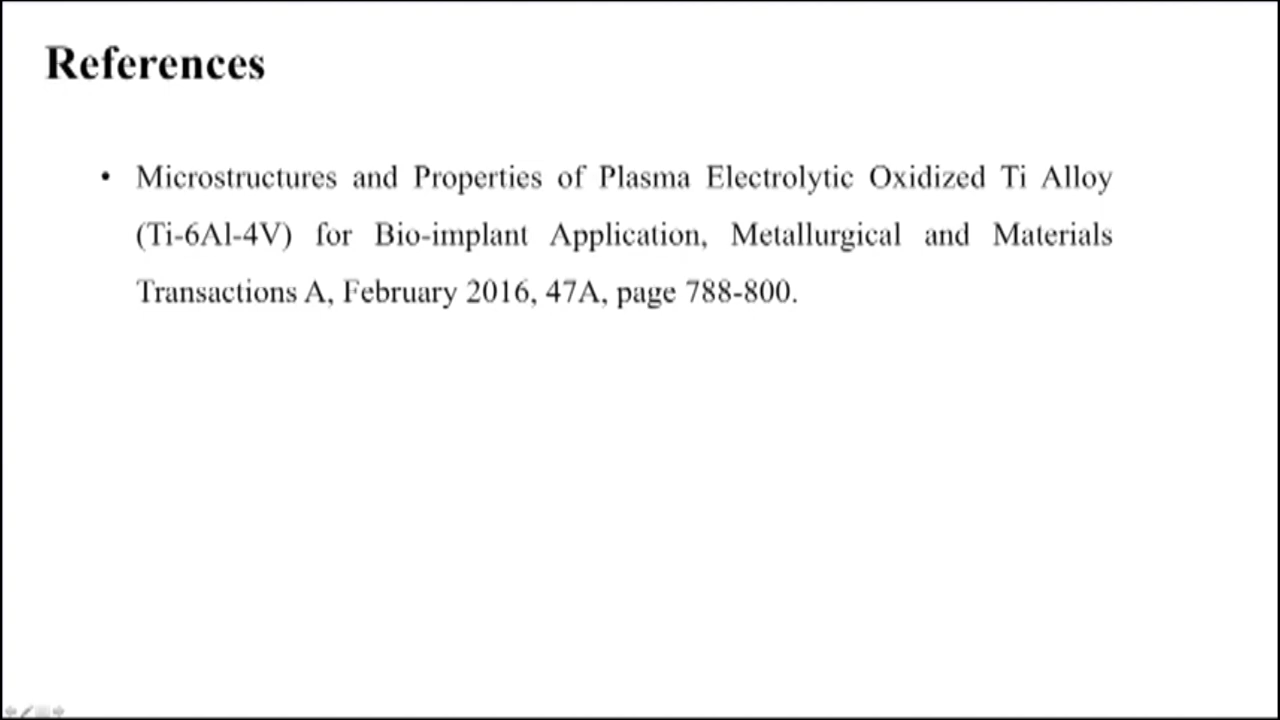 References
• Microstructures and Properties of Plasma Electrolytic Oxidized Ti Alloy
(Ti-6Al-4V) for Bio-implant Application, Metallurgical and Materials
Transactions A, February 2016, 47A, page 788-800.